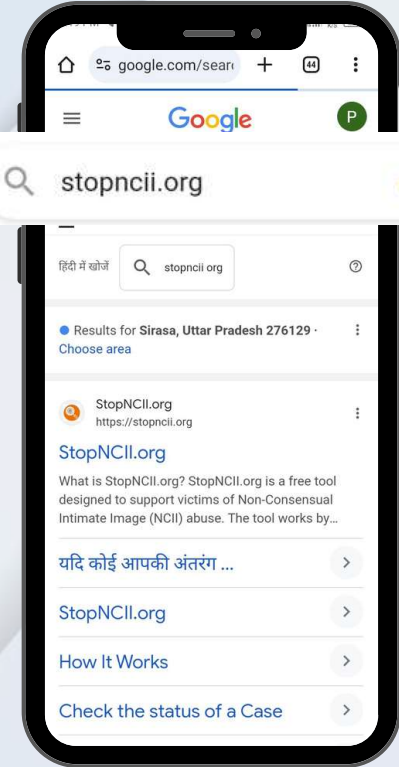 google.com/sear
44
Google
P
stopncii.org
हिंदी में खोजें
stopncii org
Results for Sirasa, Uttar Pradesh 276129 ·
Choose area
StopNCII.org
https://stopncii.org
StopNCII.org
What is StopNCII.org? StopNCII.org is a free tool
designed to support victims of Non-Consensual
Intimate Image (NCII) abuse. The tool works by...
यदि कोई आपकी अंतरंग ...
StopNCII.org
How It Works
Check the status of a Case